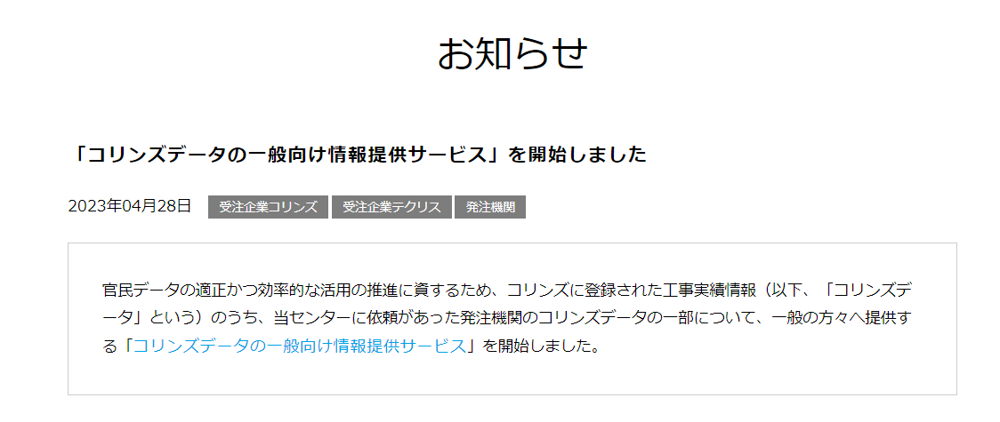 お知らせ
「コリンズデータの一般向け情報提供サービス」を開始しました
2023年04月28日 受注企業コリンズ 受注企業テクリス 発注機関
官民データの適正かつ効率的な活用の推進に資するため、コリンズに登録された工事実績情報（以下、「コリンズデ
ータ」という）のうち、当センターに依頼があった発注機関のコリンズデータの一部について、一般の方々へ提供す
る「コリンズデータの一般向け情報提供サービス」を開始しました。